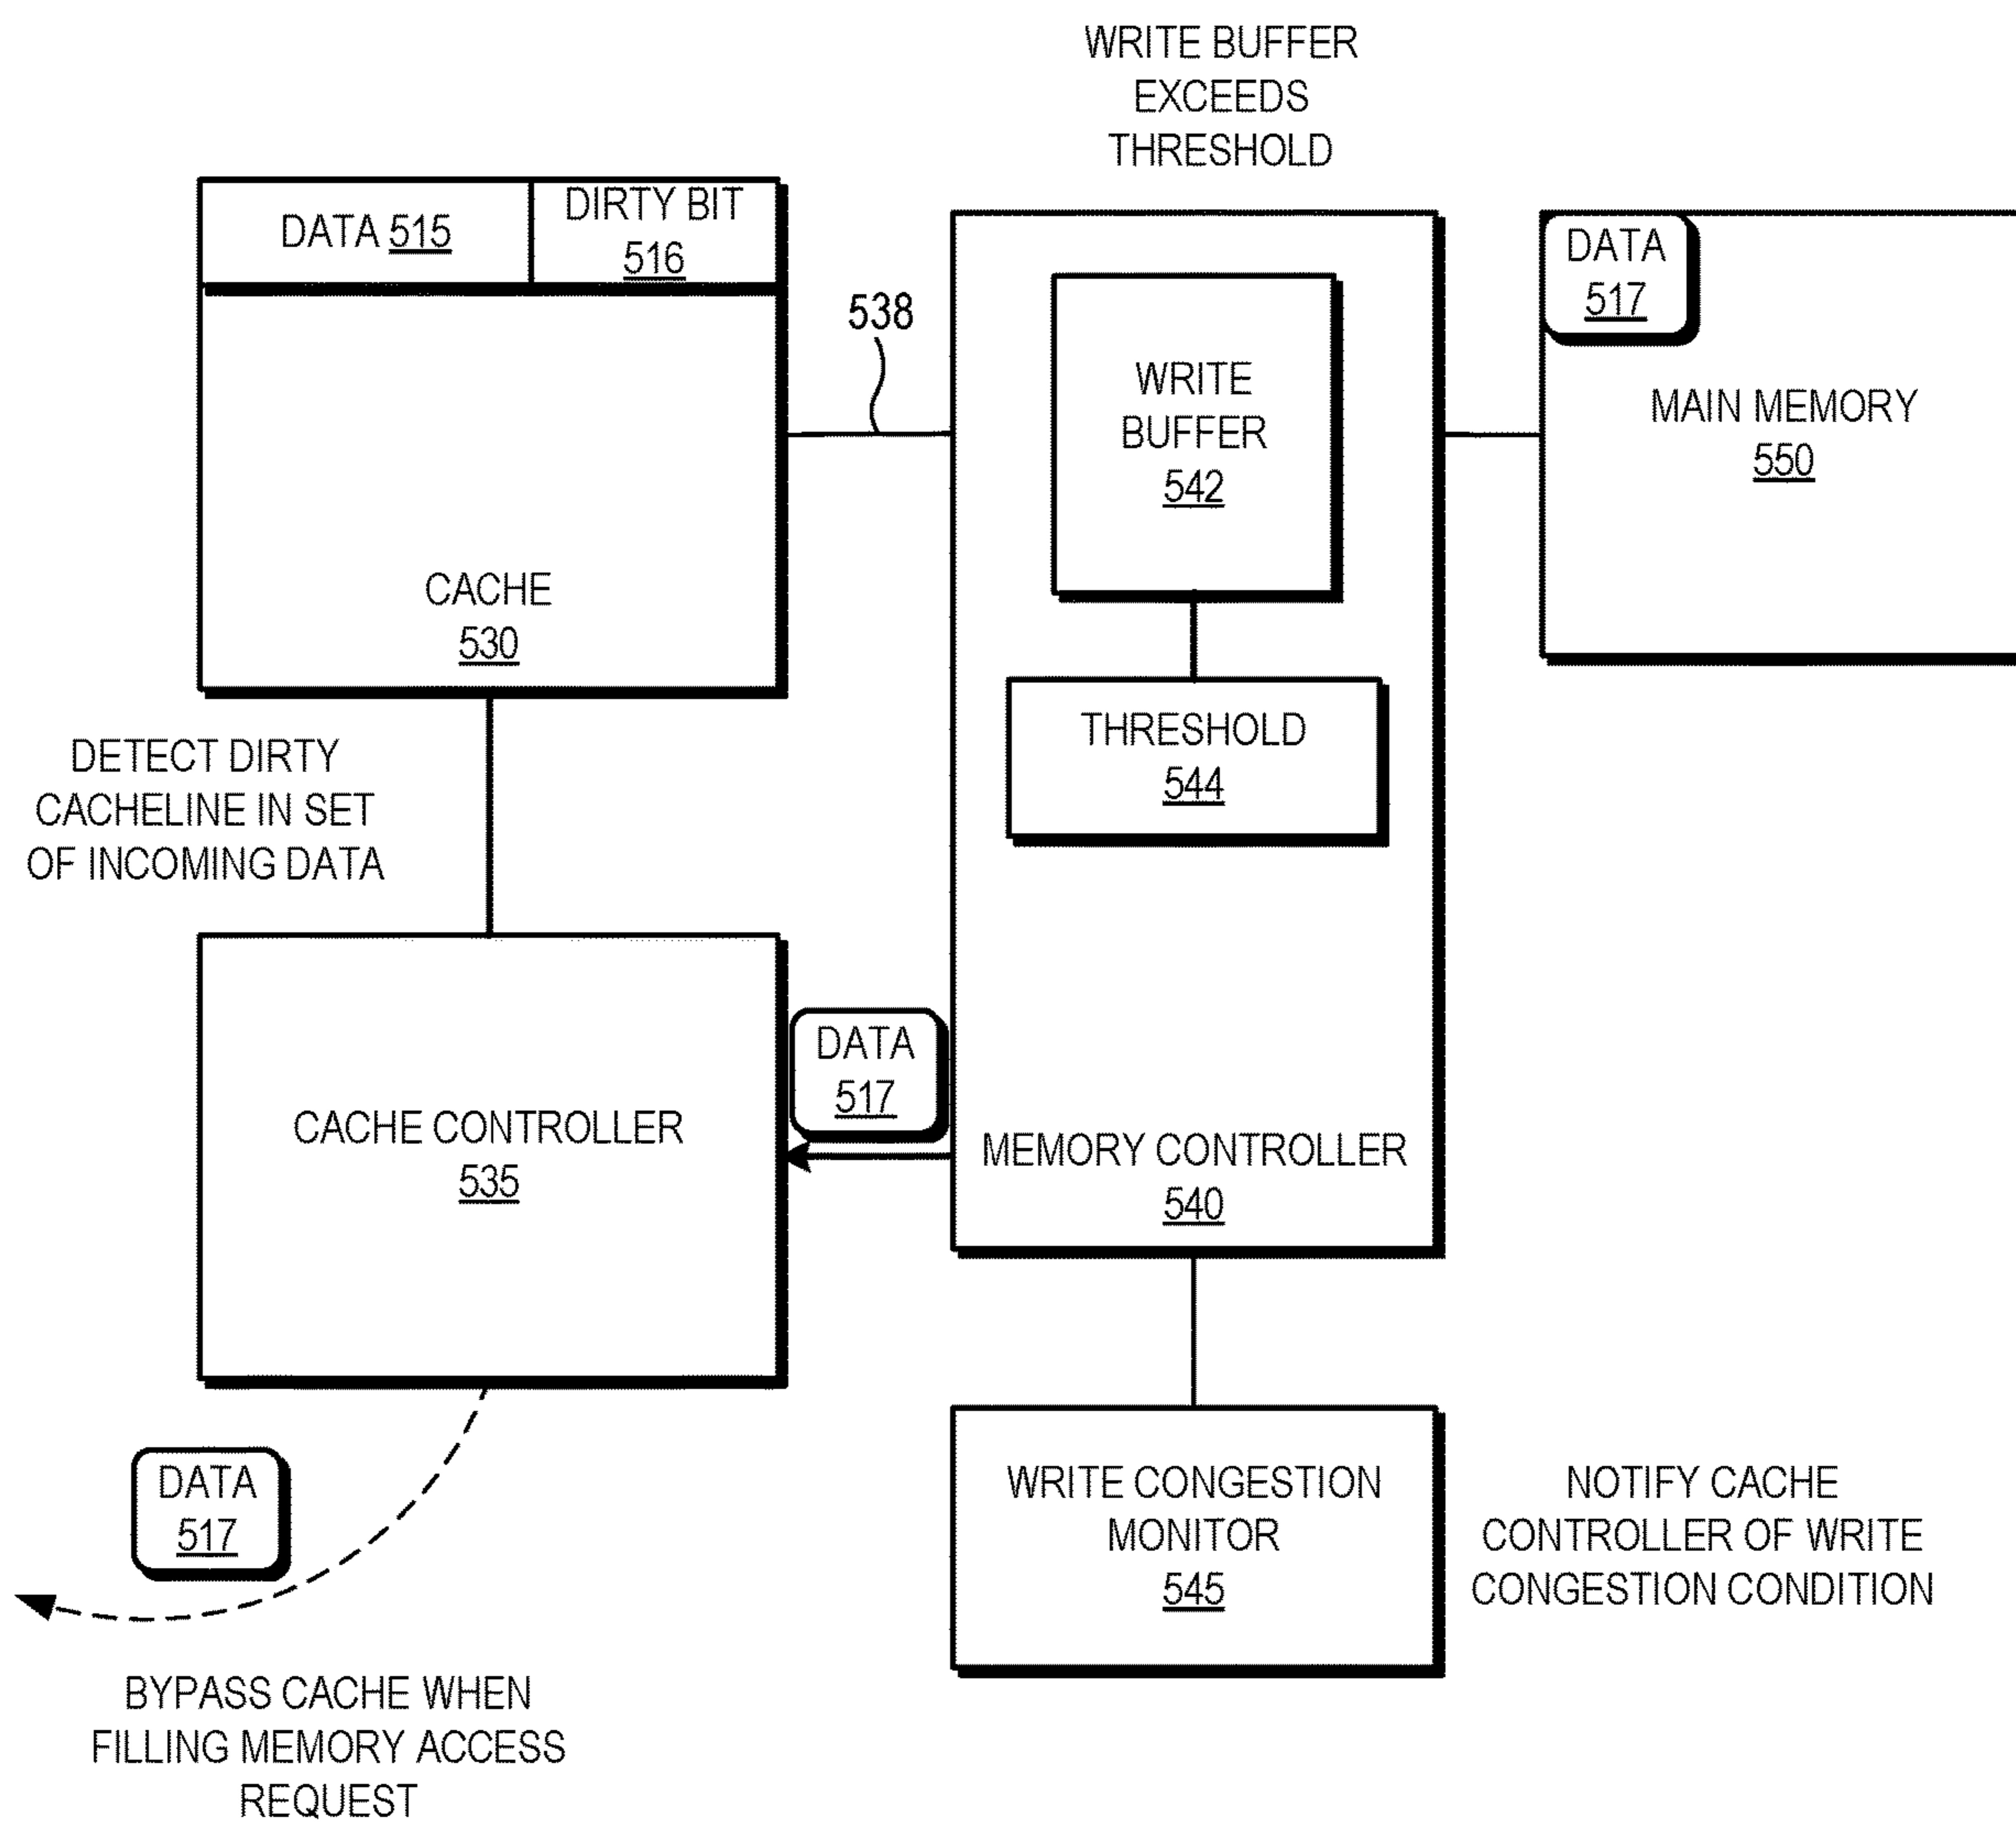 WRITE BUFFER
EXCEEDS
THRESHOLD
DATA 515
DIRTY BIT
516
CACHE
530
538
WRITE
BUFFER
542
THRESHOLD
544
MEMORY CONTROLLER
540
DATA
517
MAIN MEMORY
550
DETECT DIRTY
CACHELINE IN SET
OF INCOMING DATA
CACHE CONTROLLER
535
DATA
517
WRITE CONGESTION
MONITOR
545
NOTIFY CACHE
CONTROLLER OF WRITE
CONGESTION CONDITION
DATA
517
BYPASS CACHE WHEN
FILLING MEMORY ACCESS
REQUEST